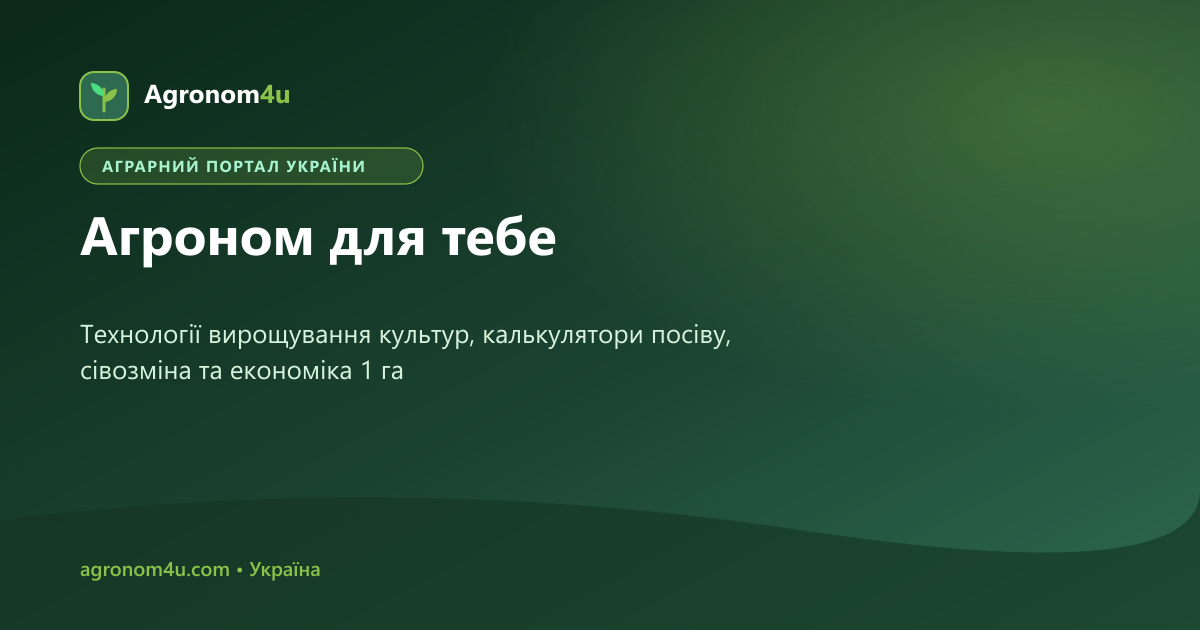 Agronom4u
АГРАРНИЙ ПОРТАЛ УКРАЇНИ
Агроном для тебе
Технології вирощування культур, калькулятори посіву,
сівозміна та економіка 1 га
agronom4u.com • Україна